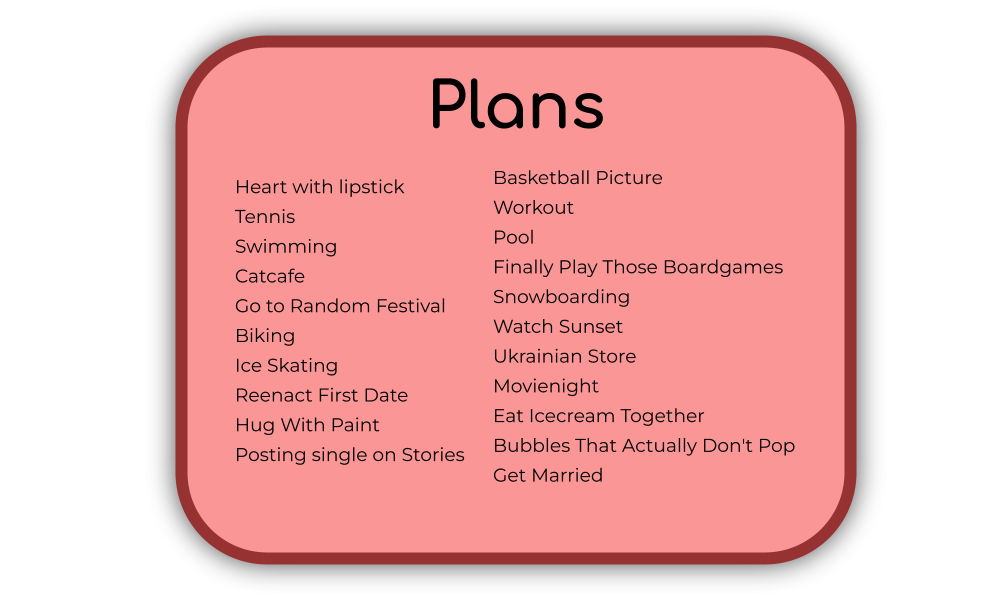 Plans
Heart with lipstick
Tennis
Swimming
Catcafe
Go to Random Festival
Biking
Ice Skating
Reenact First Date
Hug With Paint
Posting single on Stories
Basketball Picture
Workout
Pool
Finally Play Those Boardgames
Snowboarding
Watch Sunset
Ukrainian Store
Movienight
Eat Icecream Together
Bubbles That Actually Don't Pop
Get Married